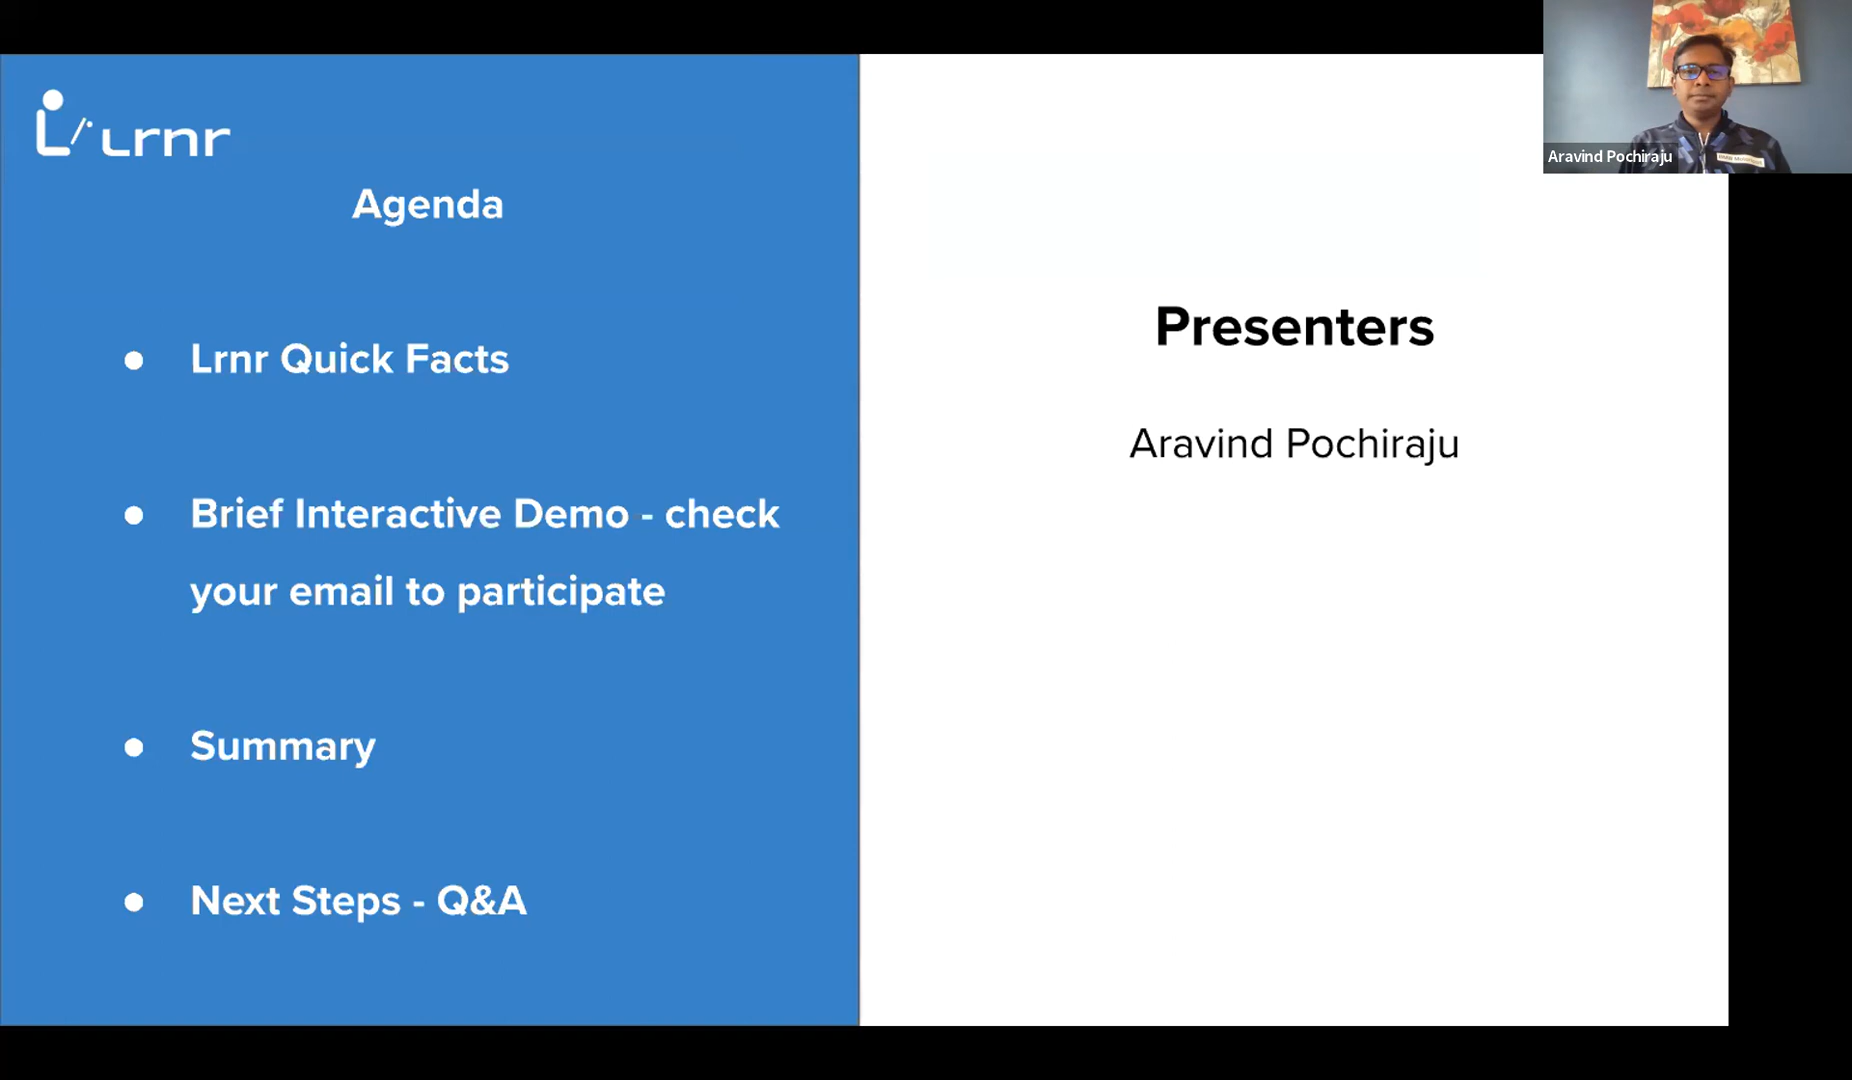 Lrnr
Agenda
● Lrnr Quick Facts
● Brief Interactive Demo - check
your email to participate
● Summary
● Next Steps - Q&A
Presenters
Aravind Pochiraju
Aravind Pochiraju